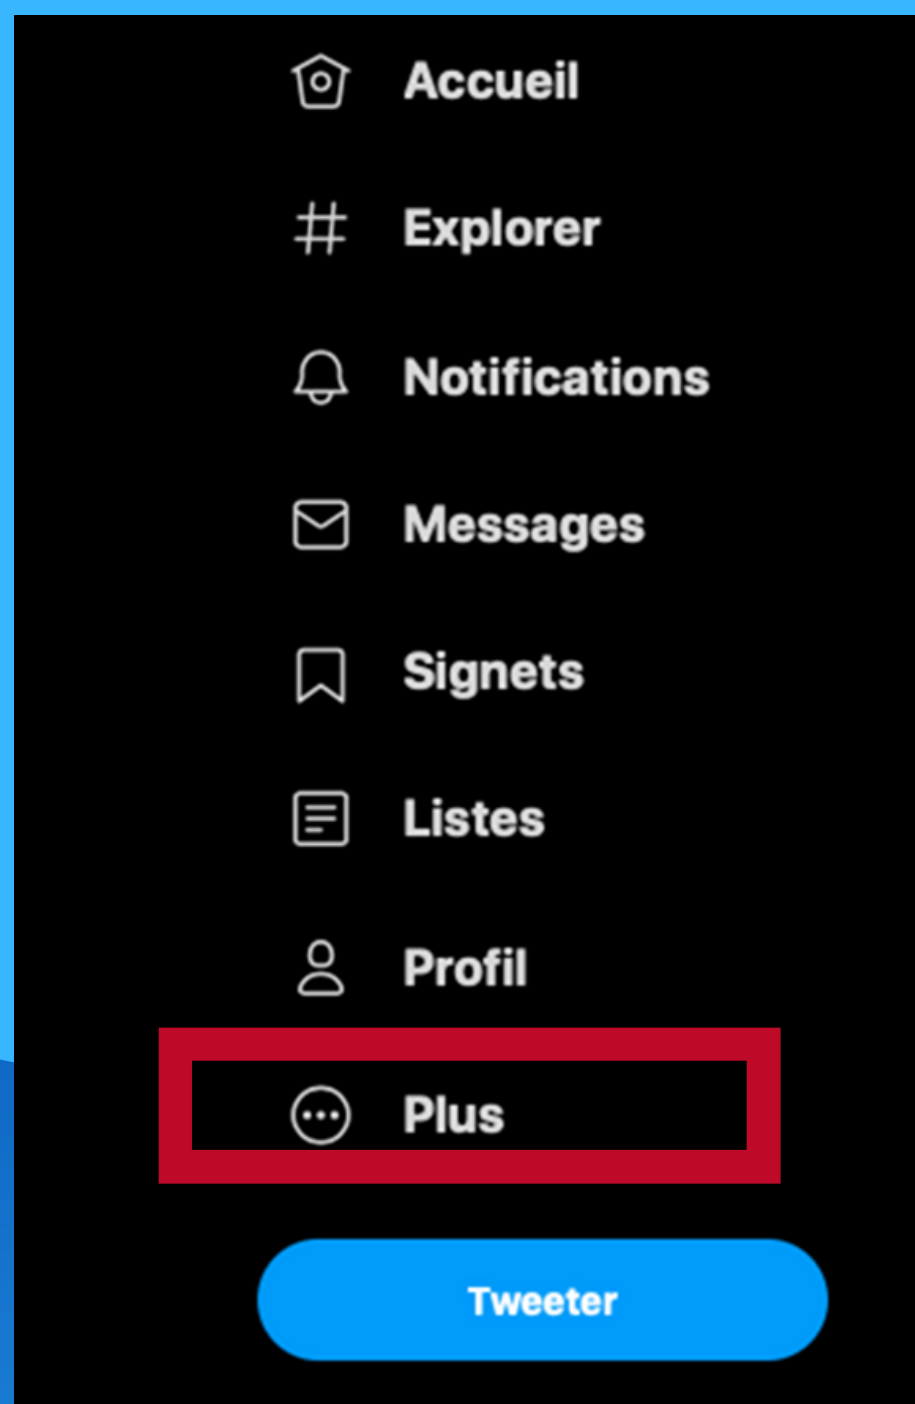 Accueil
Explorer
Notifications
Messages
Signets
Listes
Profil
Plus
Tweeter